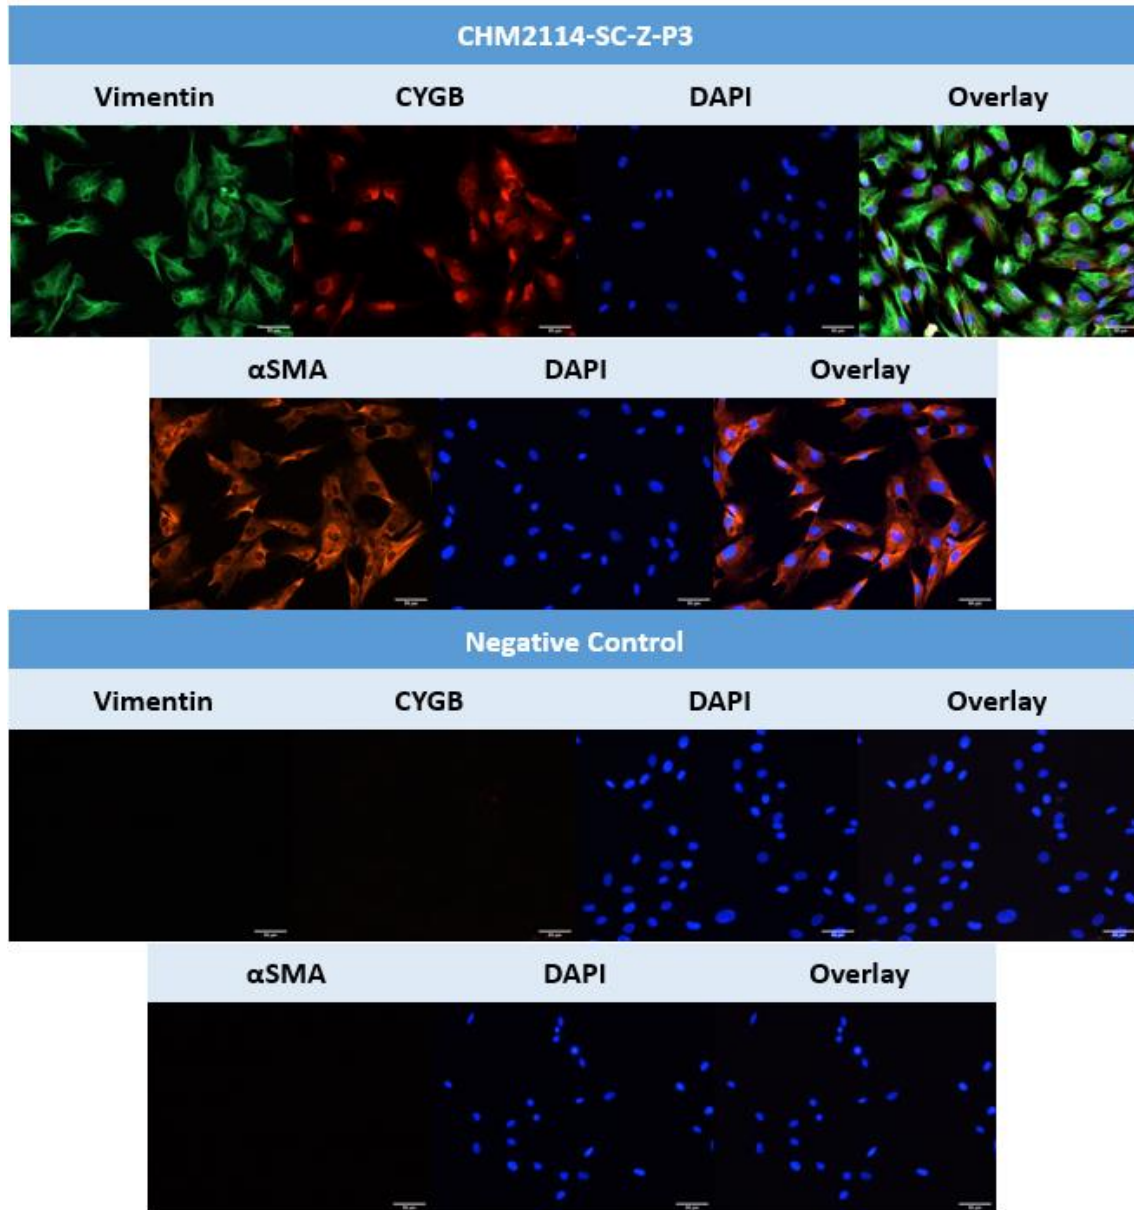 CHM2114-SC-Z-P3
Vimentin CYGB DAPI Overlay
αSMA DAPI Overlay
Negative Control
Vimentin CYGB DAPI Overlay
αSMA DAPI Overlay